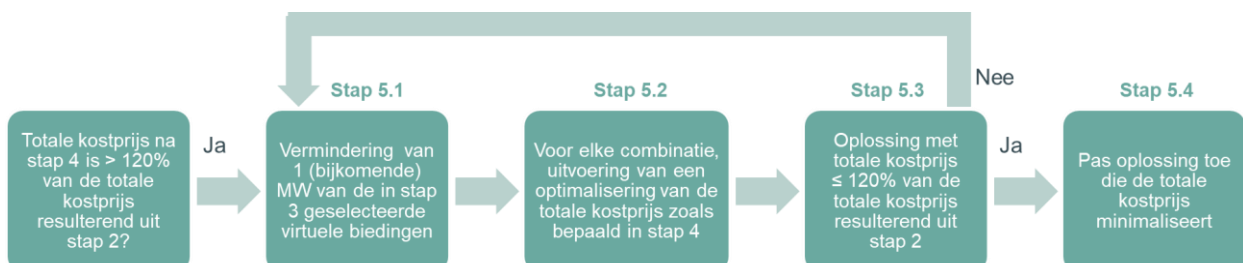 Nee
Stap 5.1
Stap 5.2
Stap 5.3
Stap 5.4
Totale kostprijs na
stap 4 is > 120%
van de totale
kostprijs
resulterend uit
stap 2?
Ja
Vermindering van
1 (bijkomende)
MW van de in stap
3 geselecteerde
virtuele biedingen
Voor elke combinatie,
uitvoering van een
optimalisering van de
totale kostprijs zoals
bepaald in stap 4
Oplossing met
totale kostprijs
≤ 120% van de
totale kostprijs
resulterend uit
stap 2
Ja
Pas oplossing toe
die de totale
kostprijs
minimaliseert